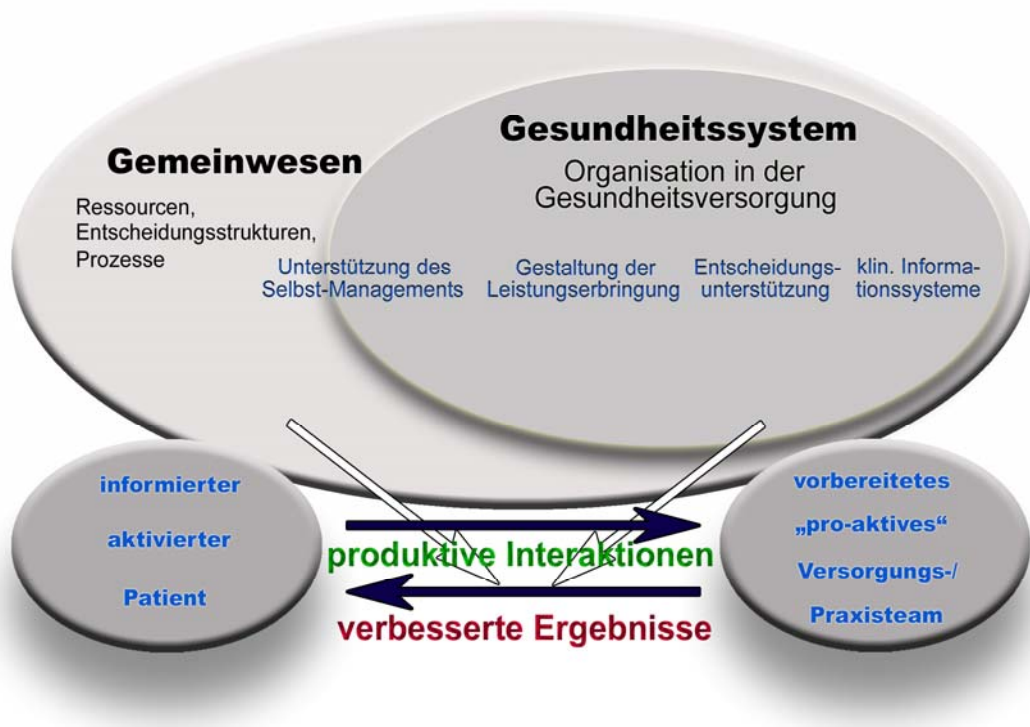 Gesundheitssystem
Organisation in der
Gesundheitsversorgung
Gemeinwesen
Ressourcen,
Entscheidungsstrukturen,
Prozesse
Unterstützung des
Selbst-Managements
Gestaltung der
Leistungserbringung
Entscheidungs-
unterstützung
klin. Informa-
tionssysteme
informierter
aktivierter
Patient
produktive Interaktionen
verbesserte Ergebnisse
vorbereitetes
„pro-aktives“
Versorgungs-/
Praxisteam